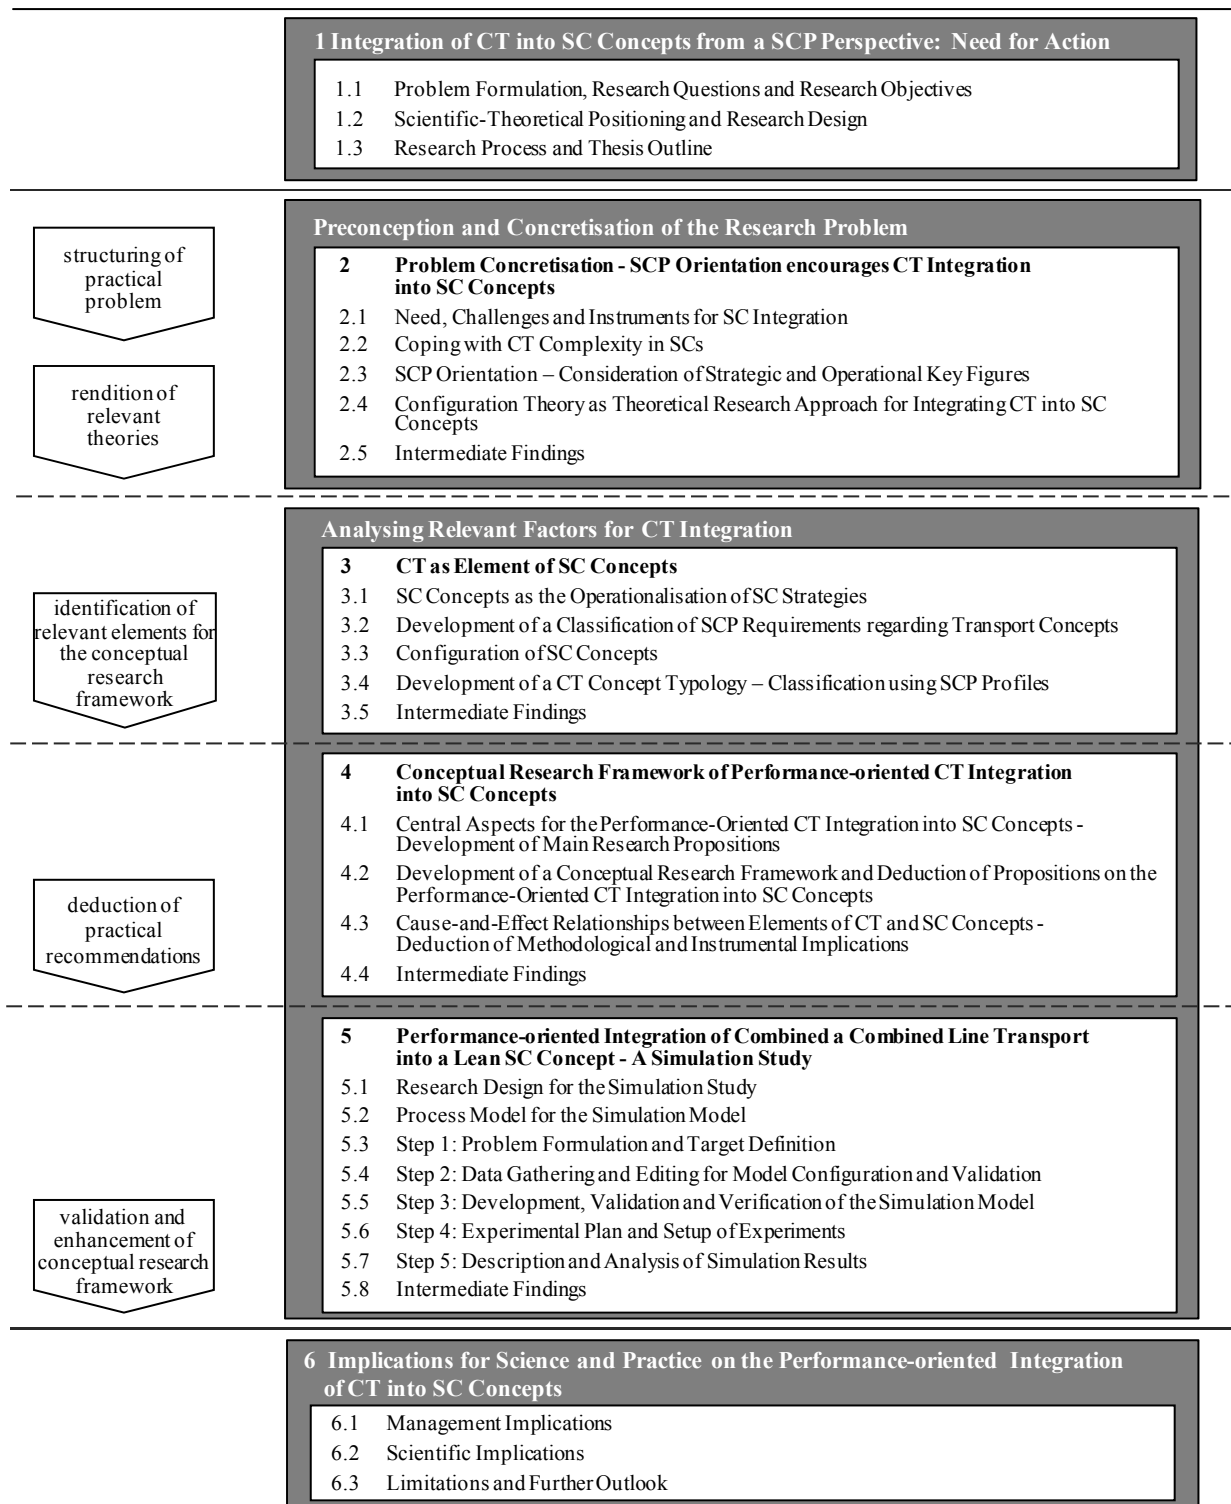 1 Integration of CT into SC Concepts from a SCP Perspective: Need for Action
1.1 Problem Formulation, Research Questions and Research Objectives
1.2 Scientific-Theoretical Positioning and Research Design
1.3 Research Process and Thesis Outline
structuring of
practical
problem
rendition of
relevant
theories
Preconception and Concretisation of the Research Problem
2 Problem Concretisation - SCP Orientation encourages CT Integration
into SC Concepts
2.1 Need, Challenges and Instruments for SC Integration
2.2 Coping with CT Complexity in SCs
2.3 SCP Orientation – Consideration of Strategic and Operational Key Figures
2.4 Configuration Theory as Theoretical Research Approach for Integrating CT into SC
Concepts
2.5 Intermediate Findings
identification of
relevant elements for
the conceptual
research
framework
Analysing Relevant Factors for CT Integration
3 CT as Element of SC Concepts
3.1 SC Concepts as the Operationalisation of SC Strategies
3.2 Development of a Classification of SCP Requirements regarding Transport Concepts
3.3 Configuration of SC Concepts
3.4 Development of a CT Concept Typology – Classification using SCP Profiles
3.5 Intermediate Findings
deduction of
practical
recommendations
4 Conceptual Research Framework of Performance-oriented CT Integration
into SC Concepts
4.1 Central Aspects for the Performance-Oriented CT Integration into SC Concepts -
Development of Main Research Propositions
4.2 Development of a Conceptual Research Framework and Deduction of Propositions on the
Performance-Oriented CT Integration into SC Concepts
4.3 Cause-and-Effect Relationships between Elements of CT and SC Concepts -
Deduction of Methodological and Instrumental Implications
4.4 Intermediate Findings
validation and
enhancement of
conceptual research
framework
5 Performance-oriented Integration of Combined a Combined Line Transport
into a Lean SC Concept - A Simulation Study
5.1 Research Design for the Simulation Study
5.2 Process Model for the Simulation Model
5.3 Step 1: Problem Formulation and Target Definition
5.4 Step 2: Data Gathering and Editing for Model Configuration and Validation
5.5 Step 3: Development, Validation and Verification of the Simulation Model
5.6 Step 4: Experimental Plan and Setup of Experiments
5.7 Step 5: Description and Analysis of Simulation Results
5.8 Intermediate Findings
6 Implications for Science and Practice on the Performance-oriented Integration
of CT into SC Concepts
6.1 Management Implications
6.2 Scientific Implications
6.3 Limitations and Further Outlook